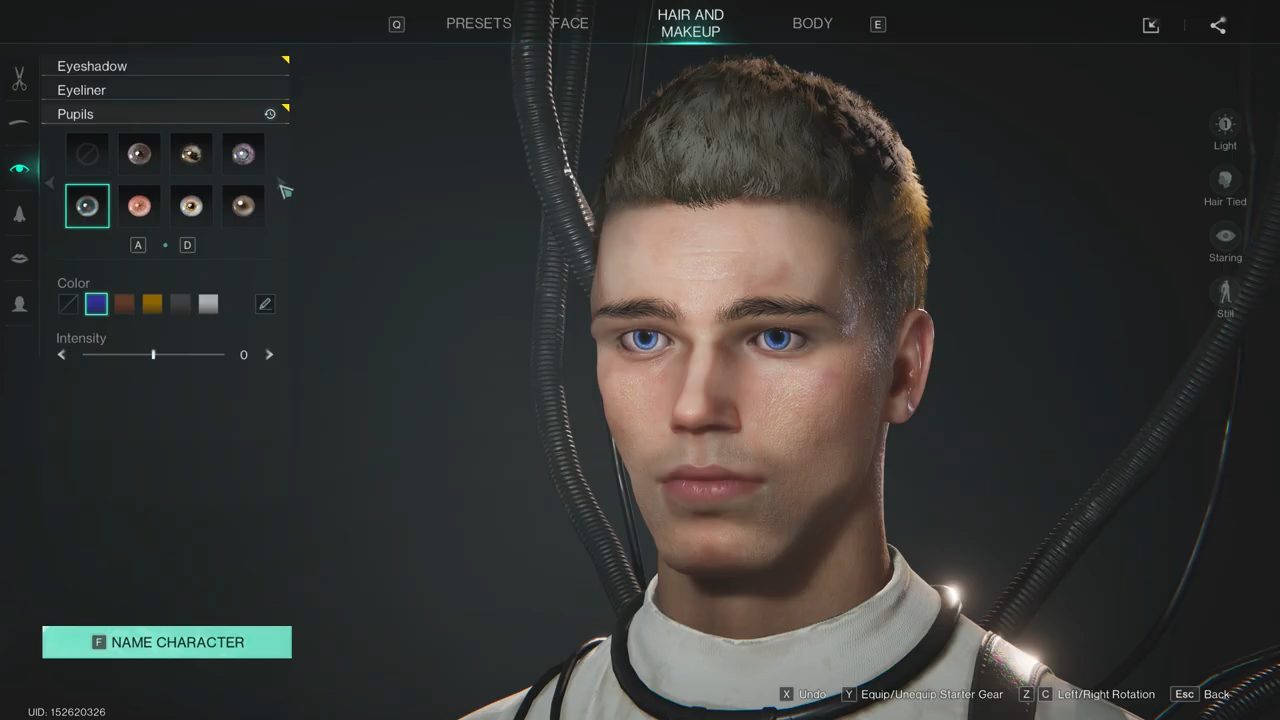 Q
PRESETS
FACE
HAIR AND
MAKEUP
BODY
E
Eyeshadow
Eyeliner
Pupils
A
D
Color
Intensity
0
F NAME CHARACTER
Light
Hair Tied
Staring
Still
X Undo
Y Equip/Unequip Starter Gear
Z C Left/Right Rotation
Esc Back
UID: 152620326